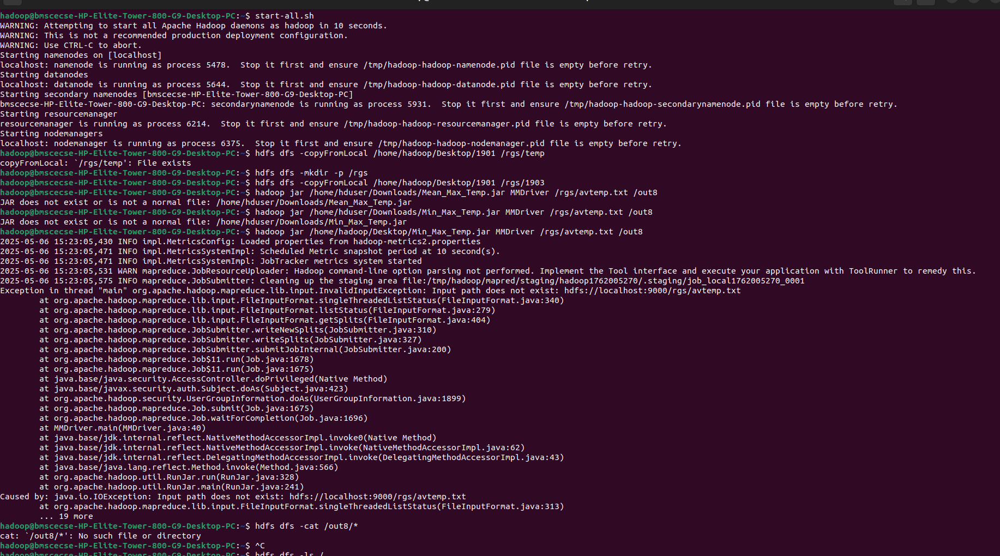 hadoop@bmscecse-HP-Elite-Tower-800-G9-Desktop-PC:~$ start-all.sh
WARNING: Attempting to start all Apache Hadoop daemons as hadoop in 10 seconds.
WARNING: This is not a recommended production deployment configuration.
WARNING: Use CTRL-C to abort.
Starting namenodes on [localhost]
localhost: namenode is running as process 5478.  Stop it first and ensure /tmp/hadoop-hadoop-namenode.pid file is empty before retry.
Starting datanodes
localhost: datanode is running as process 5644.  Stop it first and ensure /tmp/hadoop-hadoop-datanode.pid file is empty before retry.
Starting secondary namenodes [bmscecse-HP-Elite-Tower-800-G9-Desktop-PC]
bmscecse-HP-Elite-Tower-800-G9-Desktop-PC: secondarynamenode is running as process 5931.  Stop it first and ensure /tmp/hadoop-hadoop-secondarynamenode.pid file is empty before retry.
Starting resourcemanager
resourcemanager is running as process 6214.  Stop it first and ensure /tmp/hadoop-hadoop-resourcemanager.pid file is empty before retry.
Starting nodemanagers
localhost: nodemanager is running as process 6375.  Stop it first and ensure /tmp/hadoop-hadoop-nodemanager.pid file is empty before retry.
hadoop@bmscecse-HP-Elite-Tower-800-G9-Desktop-PC:~$ hdfs dfs -copyFromLocal /home/hadoop/Desktop/1901 /rgs/temp
copyFromLocal: `/rgs/temp': File exists
hadoop@bmscecse-HP-Elite-Tower-800-G9-Desktop-PC:~$ hdfs dfs -mkdir -p /rgs
hadoop@bmscecse-HP-Elite-Tower-800-G9-Desktop-PC:~$ hdfs dfs -copyFromLocal /home/hadoop/Desktop/1901 /rgs/1903
hadoop@bmscecse-HP-Elite-Tower-800-G9-Desktop-PC:~$ hadoop jar /home/hduser/Downloads/Mean_Max_Temp.jar MMDriver /rgs/avtemp.txt /out8
JAR does not exist or is not a normal file: /home/hduser/Downloads/Mean_Max_Temp.jar
hadoop@bmscecse-HP-Elite-Tower-800-G9-Desktop-PC:~$ hadoop jar /home/hduser/Downloads/Min_Max_Temp.jar MMDriver /rgs/avtemp.txt /out8
JAR does not exist or is not a normal file: /home/hduser/Downloads/Min_Max_Temp.jar
hadoop@bmscecse-HP-Elite-Tower-800-G9-Desktop-PC:~$ hadoop jar /home/hadoop/Desktop/Min_Max_Temp.jar MMDriver /rgs/avtemp.txt /out8
2025-05-06 15:23:05,430 INFO impl.MetricsConfig: Loaded properties from hadoop-metrics2.properties
2025-05-06 15:23:05,471 INFO impl.MetricsSystemImpl: Scheduled Metric snapshot period at 10 second(s).
2025-05-06 15:23:05,471 INFO impl.MetricsSystemImpl: JobTracker metrics system started
2025-05-06 15:23:05,531 WARN mapreduce.JobResourceUploader: Hadoop command-line option parsing not performed. Implement the Tool interface and execute your application with ToolRunner to remedy this.
2025-05-06 15:23:05,575 INFO mapreduce.JobSubmitter: Cleaning up the staging area file:/tmp/hadoop/mapred/staging/hadoop1762005270/.staging/job_local1762005270_0001
Exception in thread "main" org.apache.hadoop.mapreduce.lib.input.InvalidInputException: Input path does not exist: hdfs://localhost:9000/rgs/avtemp.txt
        at org.apache.hadoop.mapreduce.lib.input.FileInputFormat.singleThreadedListStatus(FileInputFormat.java:340)
        at org.apache.hadoop.mapreduce.lib.input.FileInputFormat.listStatus(FileInputFormat.java:279)
        at org.apache.hadoop.mapreduce.lib.input.FileInputFormat.getSplits(FileInputFormat.java:404)
        at org.apache.hadoop.mapreduce.JobSubmitter.writeNewSplits(JobSubmitter.java:310)
        at org.apache.hadoop.mapreduce.JobSubmitter.writeSplits(JobSubmitter.java:327)
        at org.apache.hadoop.mapreduce.JobSubmitter.submitJobInternal(JobSubmitter.java:200)
        at org.apache.hadoop.mapreduce.Job$11.run(Job.java:1678)
        at org.apache.hadoop.mapreduce.Job$11.run(Job.java:1675)
        at java.base/java.security.AccessController.doPrivileged(Native Method)
        at java.base/javax.security.auth.Subject.doAs(Subject.java:423)
        at org.apache.hadoop.security.UserGroupInformation.doAs(UserGroupInformation.java:1899)
        at org.apache.hadoop.mapreduce.Job.submit(Job.java:1675)
        at org.apache.hadoop.mapreduce.Job.waitForCompletion(Job.java:1696)
        at MMDriver.main(MMDriver.java:40)
        at java.base/jdk.internal.reflect.NativeMethodAccessorImpl.invoke0(Native Method)
        at java.base/jdk.internal.reflect.NativeMethodAccessorImpl.invoke(NativeMethodAccessorImpl.java:62)
        at java.base/jdk.internal.reflect.DelegatingMethodAccessorImpl.invoke(DelegatingMethodAccessorImpl.java:43)
        at java.base/java.lang.reflect.Method.invoke(Method.java:566)
        at org.apache.hadoop.util.RunJar.run(RunJar.java:328)
        at org.apache.hadoop.util.RunJar.main(RunJar.java:241)
Caused by: java.io.IOException: Input path does not exist: hdfs://localhost:9000/rgs/avtemp.txt
        at org.apache.hadoop.mapreduce.lib.input.FileInputFormat.singleThreadedListStatus(FileInputFormat.java:313)
        ... 19 more
hadoop@bmscecse-HP-Elite-Tower-800-G9-Desktop-PC:~$ hdfs dfs -cat /out8/*
cat: `/out8/*': No such file or directory
hadoop@bmscecse-HP-Elite-Tower-800-G9-Desktop-PC:~$ ^C
hadoop@bmscecse-HP-Elite-Tower-800-G9-Desktop-PC:~$ hdfs dfs -ls /